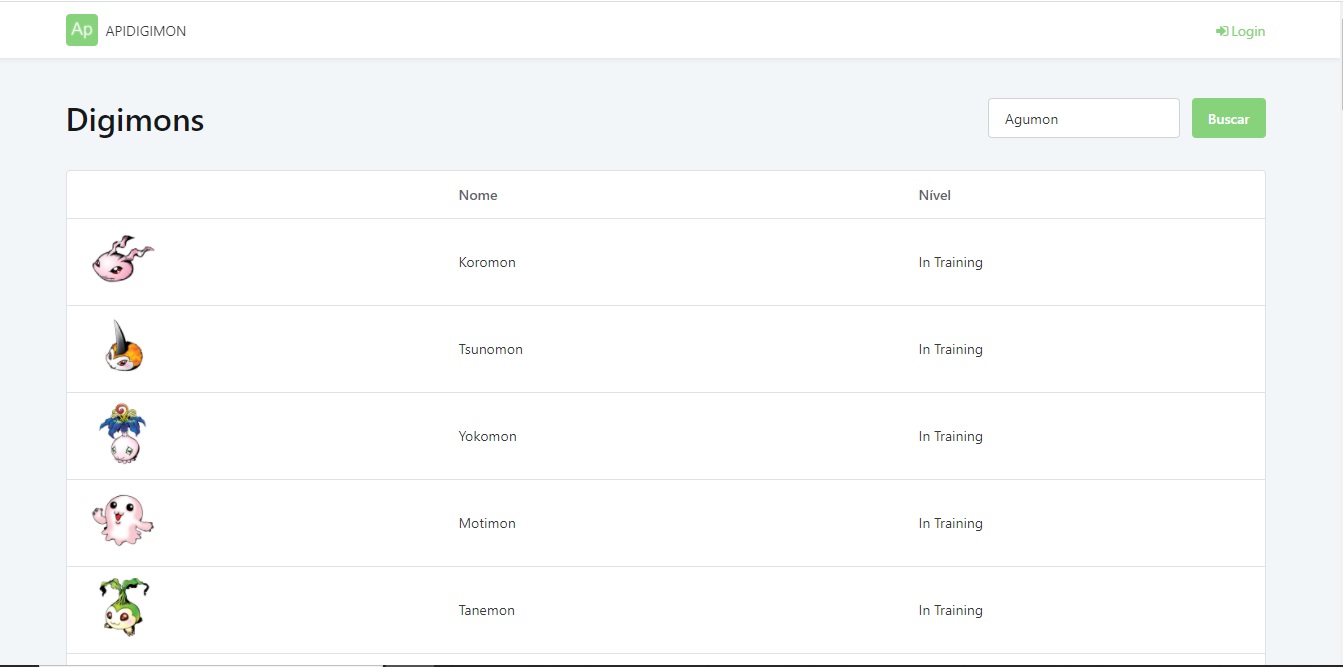 Ap APIDIGIMON Login
Digimons Agumon Buscar
Nome Nível
Koromon In Training
Tsunomon In Training
Yokomon In Training
Motimon In Training
Tanemon In Training